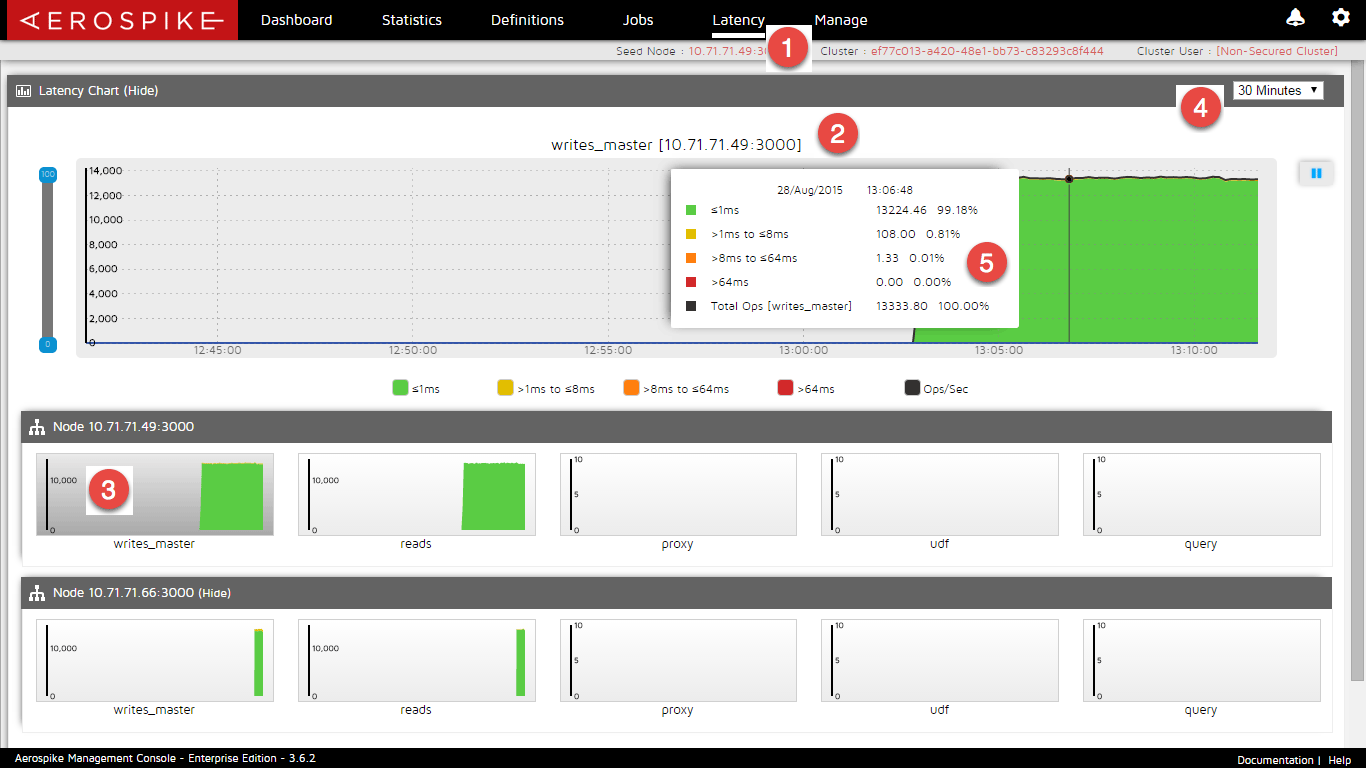 AEROSPIKE Dashboard Statistics Definitions Jobs Latency Manage
1
Seed Node : 10.71.71.49:30 Cluster : ef77c013-a420-48e1-bb73-c83293c8f444 Cluster User : [Non-Secured Cluster]
Latency Chart (Hide) 4 30 Minutes ▼
writes_master [10.71.71.49:3000] 2
100
14,000
12,000
10,000
8,000
6,000
4,000
2,000
0
0
28/Aug/2015 13:06:48
≤1ms 13224.46 99.18%
>1ms to ≤8ms 108.00 0.81%
>8ms to ≤64ms 1.33 0.01%
5
>64ms 0.00 0.00%
Total Ops [writes_master] 13333.80 100.00%
12:45:00 12:50:00 12:55:00 13:00:00 13:05:00 13:10:00
≤1ms >1ms to ≤8ms >8ms to ≤64ms >64ms Ops/Sec
Node 10.71.71.49:3000
10 10 10
10,000 3 10,000 5 5 5
0 0 0 0 0
writes_master reads proxy udf query
Node 10.71.71.66:3000 (Hide)
10 10 10
10,000 10,000 5 5 5
0 0 0 0 0
writes_master reads proxy udf query
Aerospike Management Console - Enterprise Edition - 3.6.2 Documentation | Help